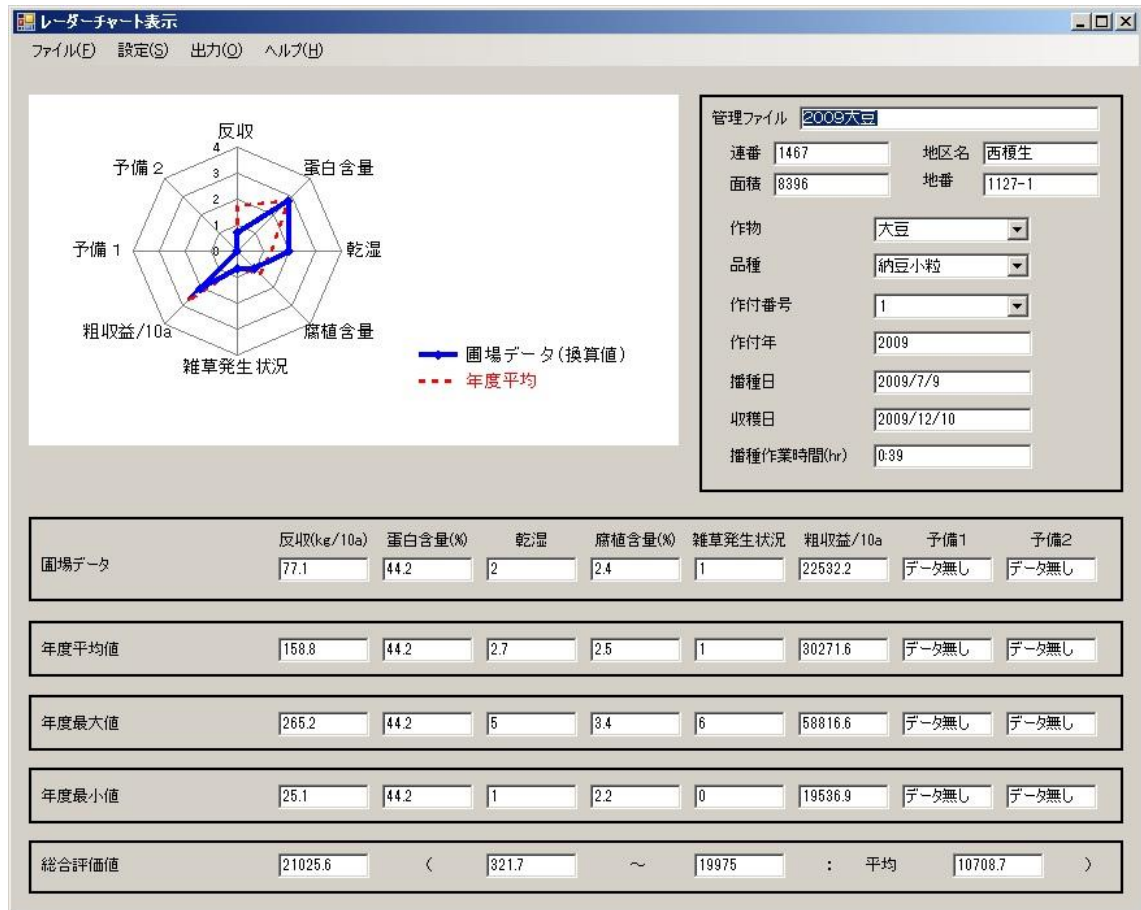 レーダーチャート表示
ファイル(F) 設定(S) 出力(O) ヘルプ(H)
反収
蛋白含量
乾湿
腐植含量
雑草発生状況
粗収益/10a
予備 1
予備 2
4
3
2
1
0
圃場データ(換算値)
年度平均
管理ファイル 2009大豆
連番 1467 地区名 西榎生
面積 8396 地番 1127-1
作物 大豆
品種 納豆小粒
作付番号 1
作付年 2009
播種日 2009/7/9
収穫日 2009/12/10
播種作業時間(hr) 0:39
反収(kg/10a) 蛋白含量(%) 乾湿 腐植含量(%) 雑草発生状況 粗収益/10a 予備1 予備2
圃場データ 77.1 44.2 2 2.4 1 22532.2 データ無し データ無し
年度平均値 158.8 44.2 2.7 2.5 1 30271.6 データ無し データ無し
年度最大値 265.2 44.2 5 3.4 6 58816.6 データ無し データ無し
年度最小値 25.1 44.2 1 2.2 0 19536.9 データ無し データ無し
総合評価値 21025.6 ( 321.7 ～ 19975 : 平均 10708.7 )